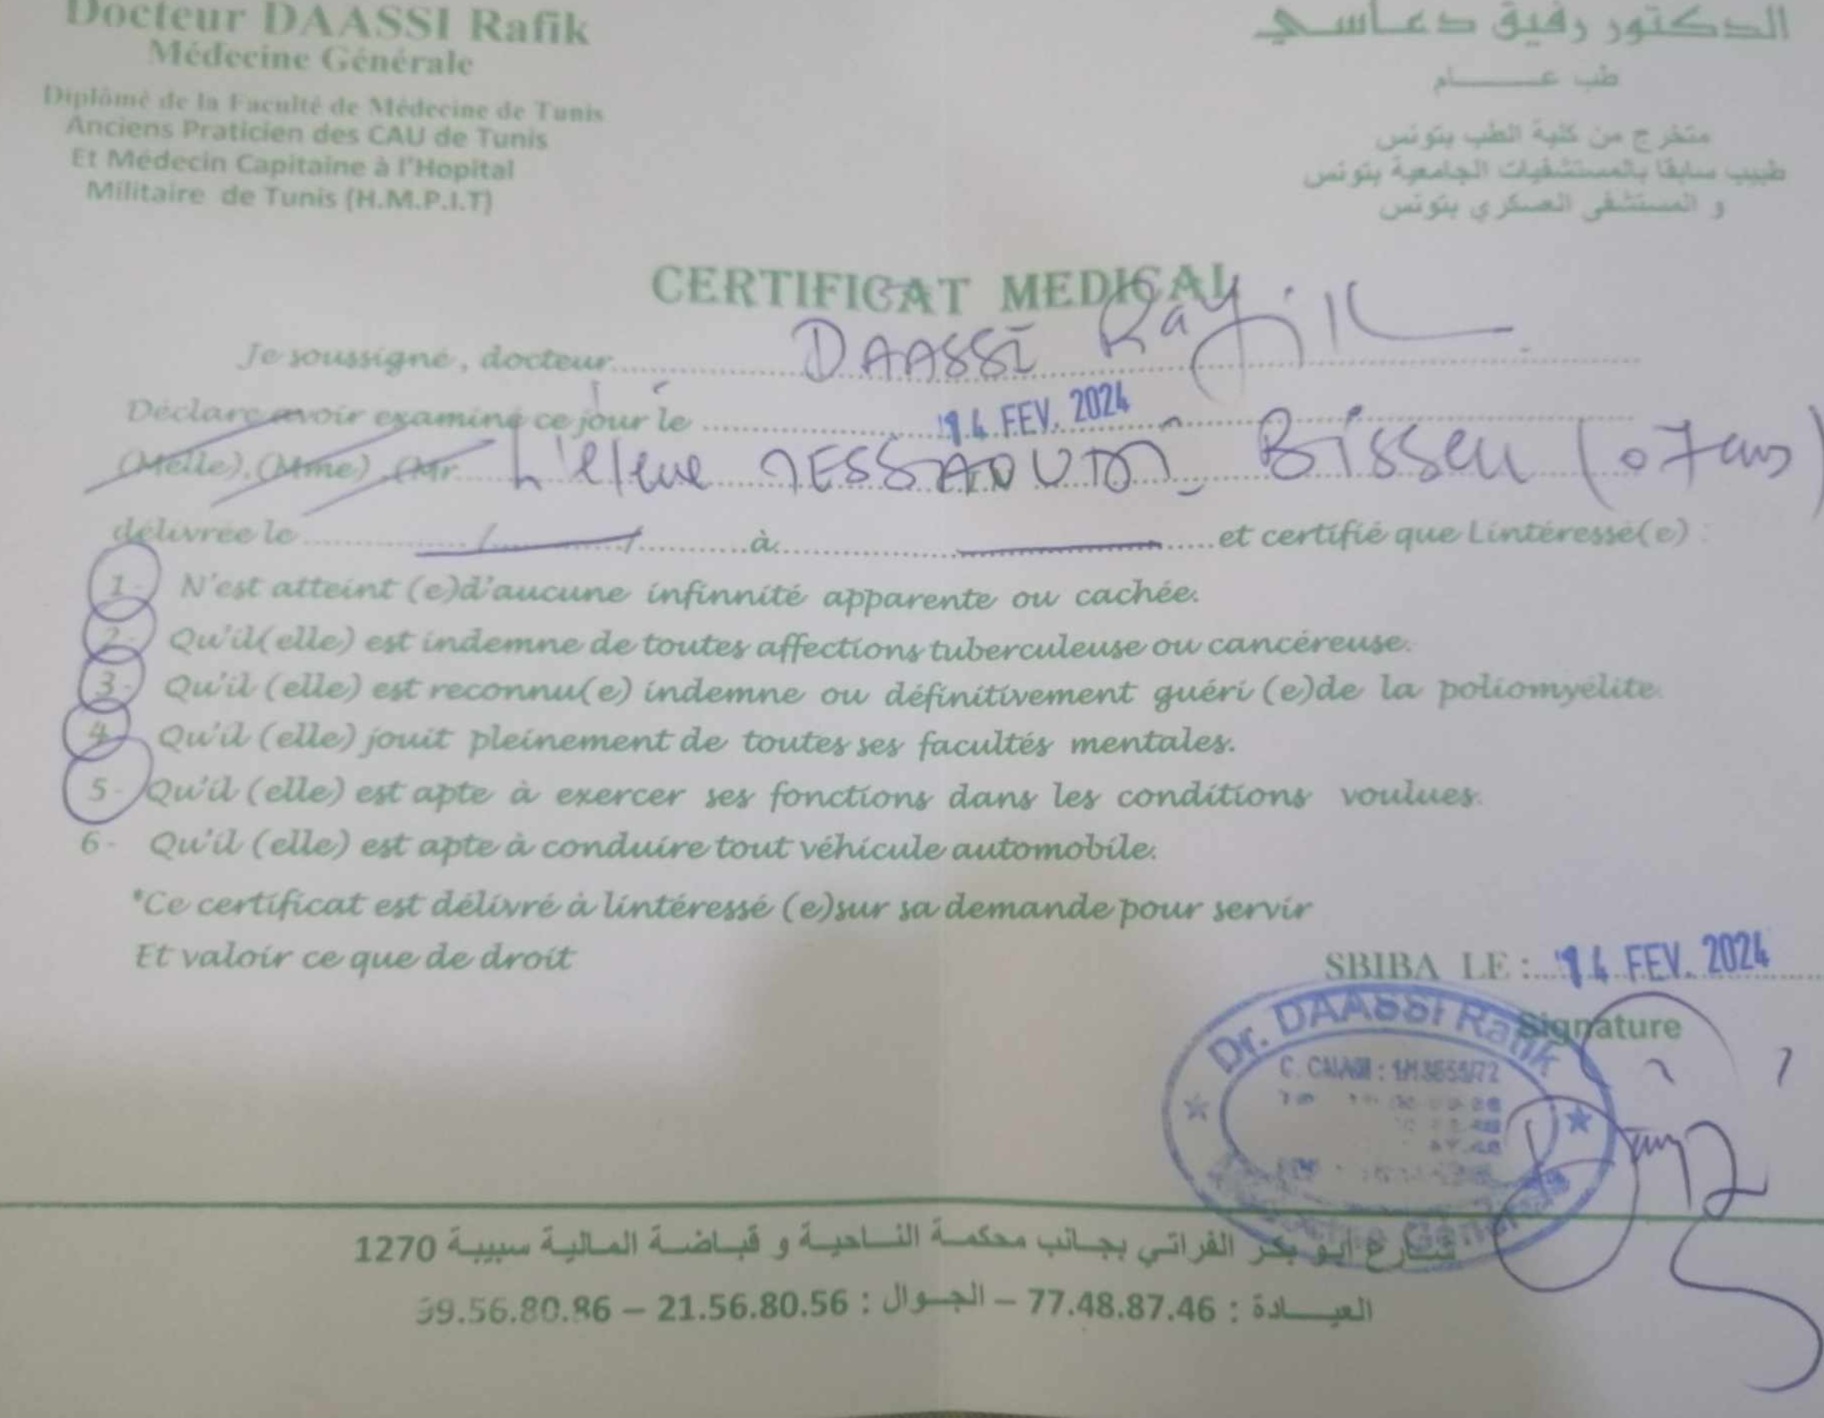 Docteur DAASSI Rafik
Médecine Générale
Diplômé de la Faculté de Médecine de Tunis
Anciens Praticien des CAU de Tunis
Et Médecin Capitaine à l'Hopital
Militaire de Tunis (H.M.P.I.T)
الدكتور رفيق دعاسي
طب عام
متخرج من كلية الطب بتونس
طبيب سابقا بالمستشفيات الجامعية بتونس
و المستشفى العسكري بتونس
CERTIFICAT MEDICAL
Je soussigné, docteur DAASSI Rafik
Déclare avoir examiné ce jour le 14 FEV. 2024
(Melle), (Mme), (Mr L'élève Bissen (07 ans)
délivrée le / / à et certifié que Lintéressé(e) :
1- N'est atteint (e)d'aucune infinnité apparente ou cachée.
2- Qu'il(elle) est indemne de toutes affections tuberculeuse ou cancéreuse.
3- Qu'il (elle) est reconnu(e) indemne ou définitivement guéri (e)de la poliomyélite.
4- Qu'il (elle) jouit pleinement de toutes ses facultés mentales.
5- Qu'il (elle) est apte à exercer ses fonctions dans les conditions voulues.
6- Qu'il (elle) est apte à conduire tout véhicule automobile.
*Ce certificat est délivré à lintéressé (e)sur sa demande pour servir
Et valoir ce que de droit
SBIBA LE : 14 FEV. 2024
Signature
Dr. DAASSI Rafik
شارع أبو بكر الفراتي بجانب محكمة الناحية و قباضة المالية سبيبة 1270
العيادة : 77.48.87.46 – الجوال : 21.56.80.56 – 99.56.80.86